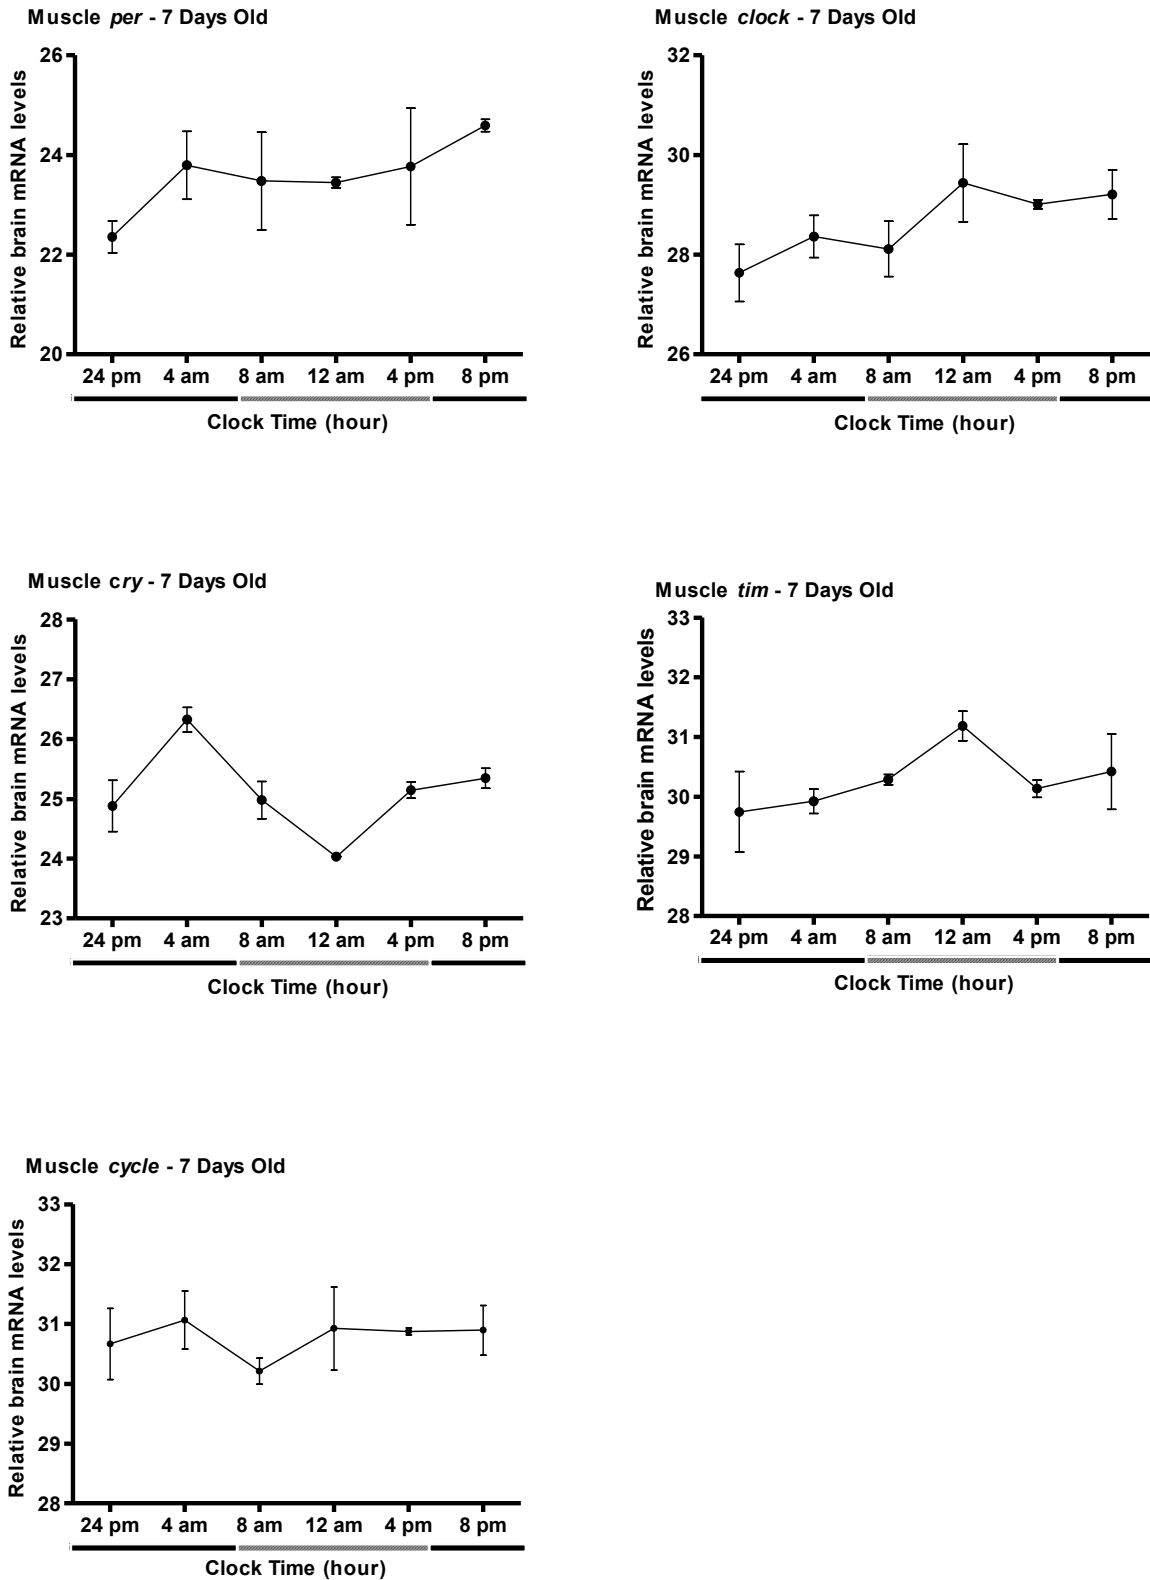 Muscle per - 7 Days Old
Relative brain mRNA levels
26
24
22
20
24 pm 4 am 8 am 12 am 4 pm 8 pm
Clock Time (hour)
Muscle clock - 7 Days Old
Relative brain mRNA levels
32
30
28
26
24 pm 4 am 8 am 12 am 4 pm 8 pm
Clock Time (hour)
Muscle cry - 7 Days Old
Relative brain mRNA levels
28
27
26
25
24
23
24 pm 4 am 8 am 12 am 4 pm 8 pm
Clock Time (hour)
Muscle tim - 7 Days Old
Relative brain mRNA levels
33
32
31
30
29
28
24 pm 4 am 8 am 12 am 4 pm 8 pm
Clock Time (hour)
Muscle cycle - 7 Days Old
Relative brain mRNA levels
33
32
31
30
29
28
24 pm 4 am 8 am 12 am 4 pm 8 pm
Clock Time (hour)